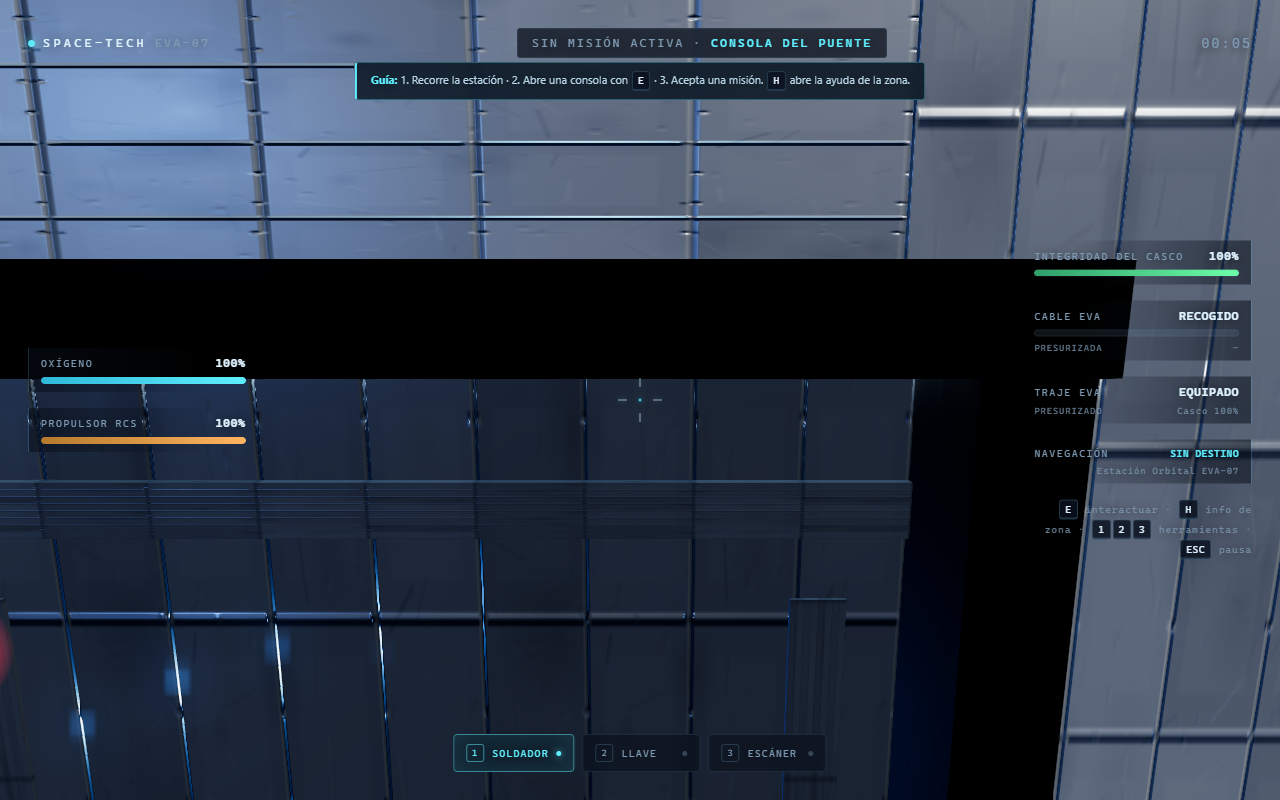 SPACE-TECH EVA-07
SIN MISIÓN ACTIVA · CONSOLA DEL PUENTE
00:05
Guía: 1. Recorre la estación · 2. Abre una consola con E · 3. Acepta una misión. H abre la ayuda de la zona.
INTEGRIDAD DEL CASCO 100%
CABLE EVA RECOGIDO
PRESURIZADA —
OXÍGENO 100%
TRAJE EVA EQUIPADO
PRESURIZADO Casco 100%
PROPULSOR RCS 100%
NAVEGACIÓN SIN DESTINO
Estación Orbital EVA-07
E interactuar · H info de
zona · 1 2 3 herramientas ·
ESC pausa
1 SOLDADOR 2 LLAVE 3 ESCÁNER